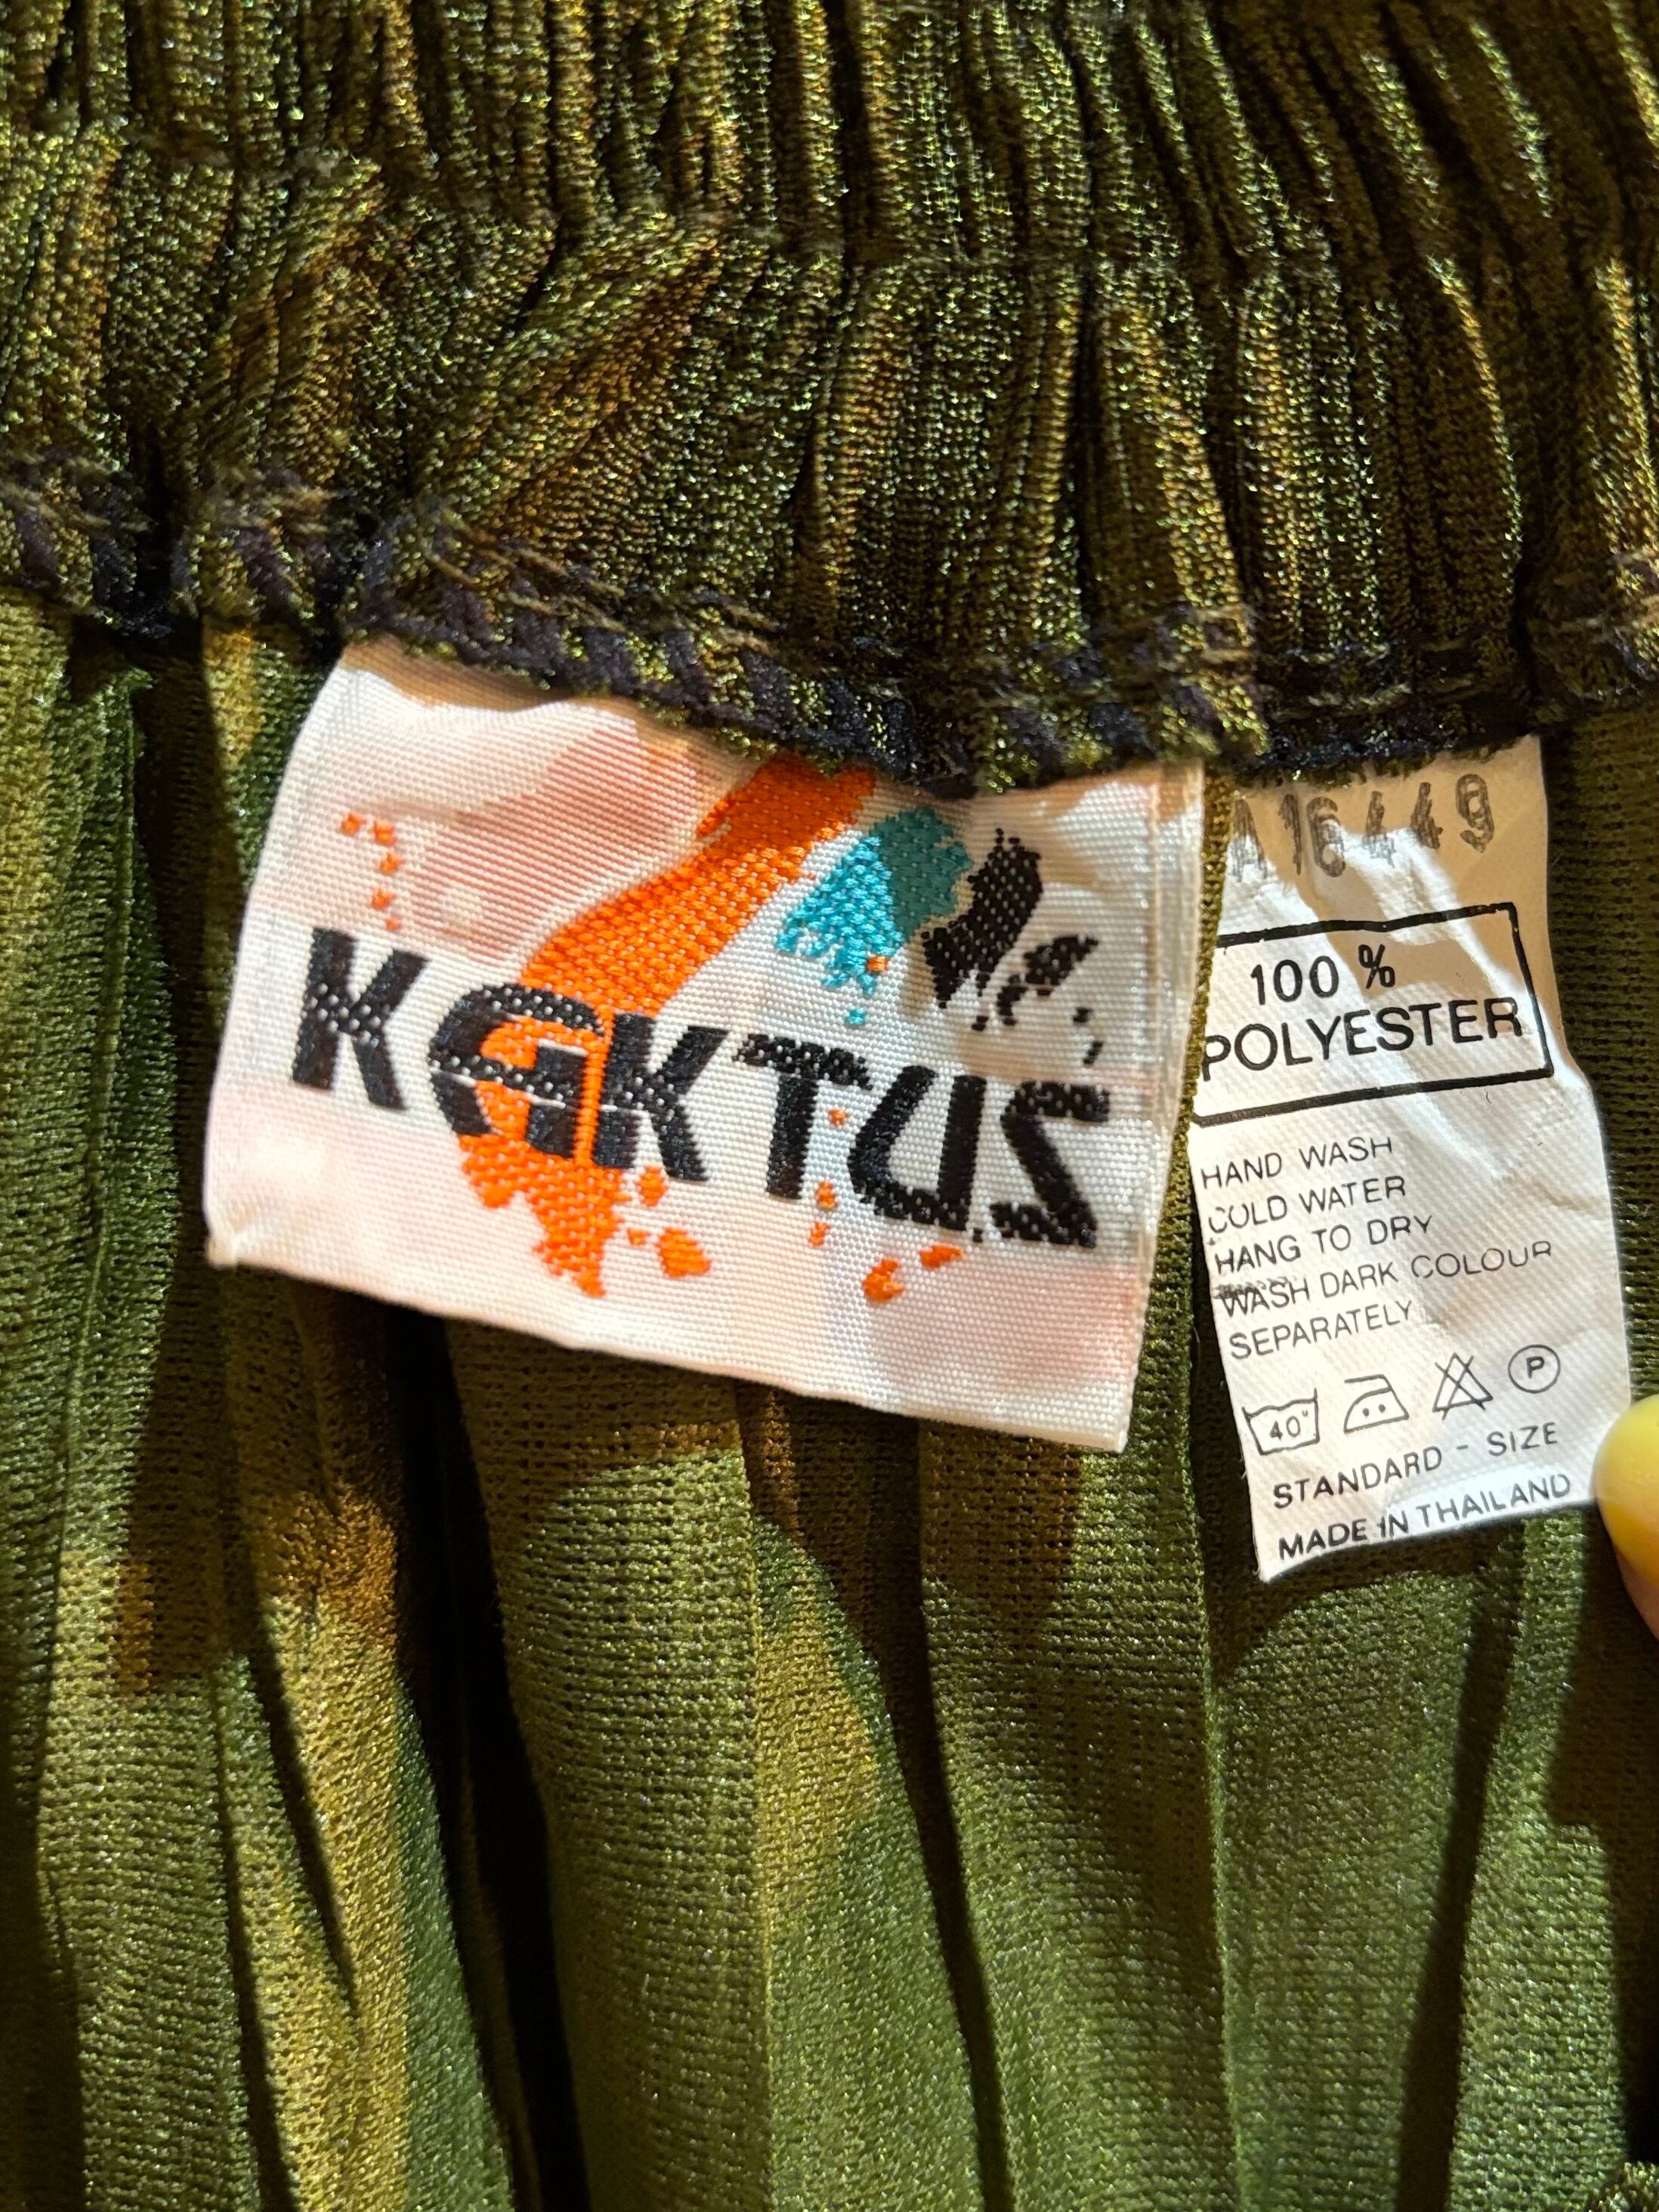 KAKTUS
A16449
100 %
POLYESTER
HAND WASH
COLD WATER
HANG TO DRY
WASH DARK COLOUR
SEPARATELY
40°
P
STANDARD - SIZE
MADE IN THAILAND